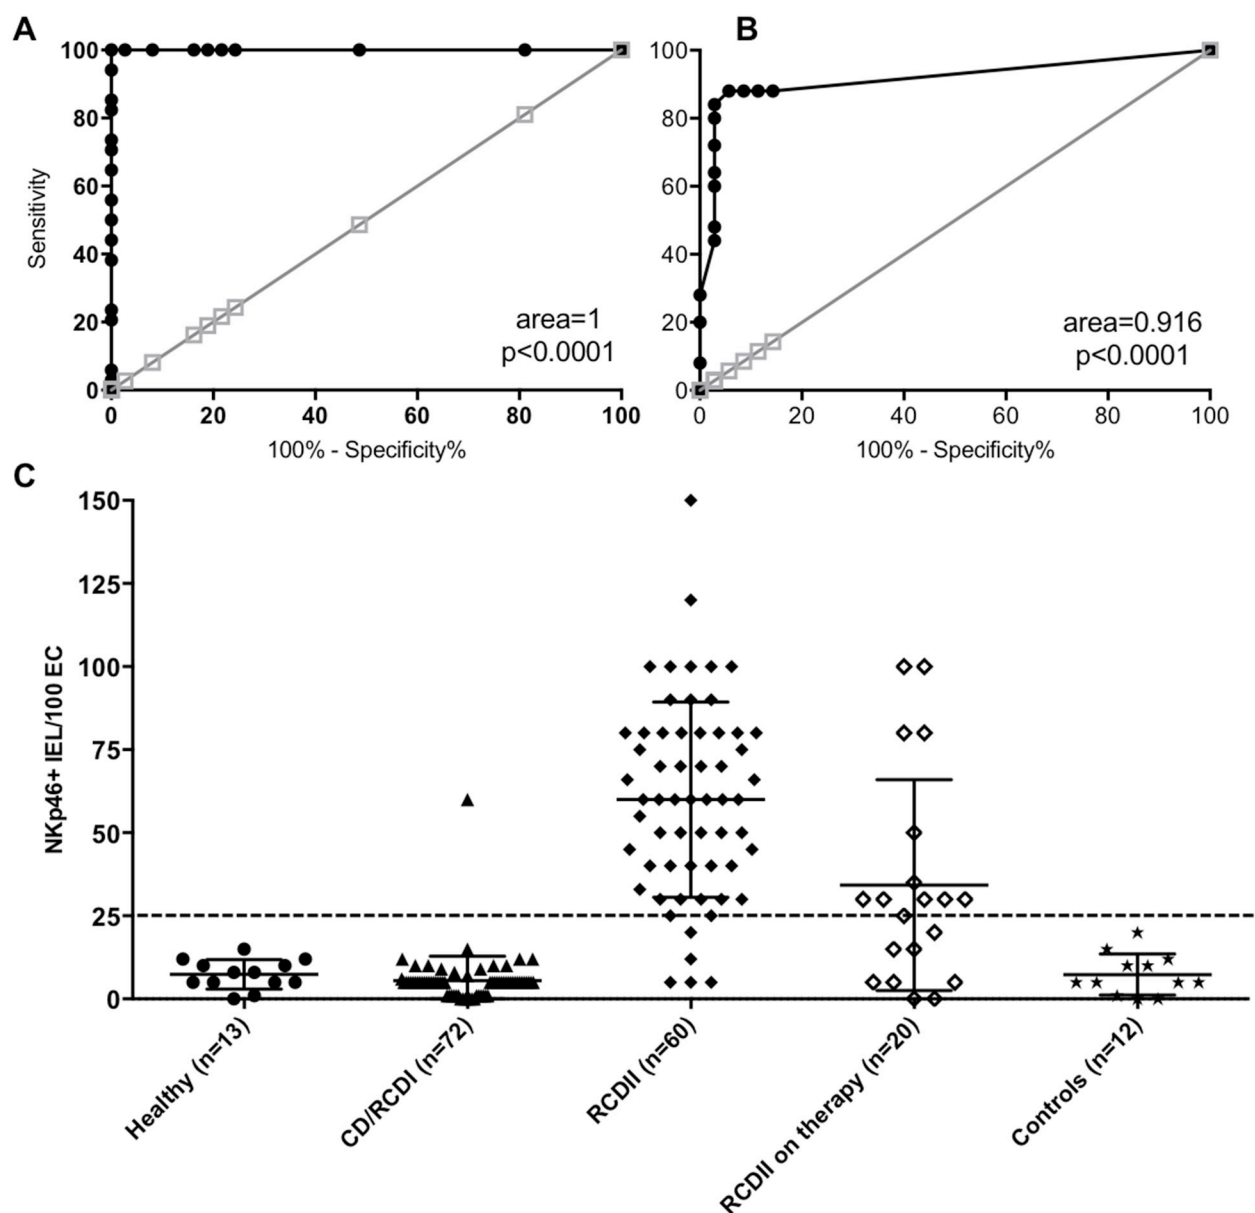 A
B
100
80
60
40
20
0
Sensitivity
area=1
p<0.0001
0 20 40 60 80 100
100% - Specificity%
100
80
60
40
20
0
area=0.916
p<0.0001
0 20 40 60 80 100
100% - Specificity%
C
150
125
100
75
50
25
0
NKp46+ IEL/100 EC
Healthy (n=13)
CD/RCDI (n=72)
RCDII (n=60)
RCDII on therapy (n=20)
Controls (n=12)